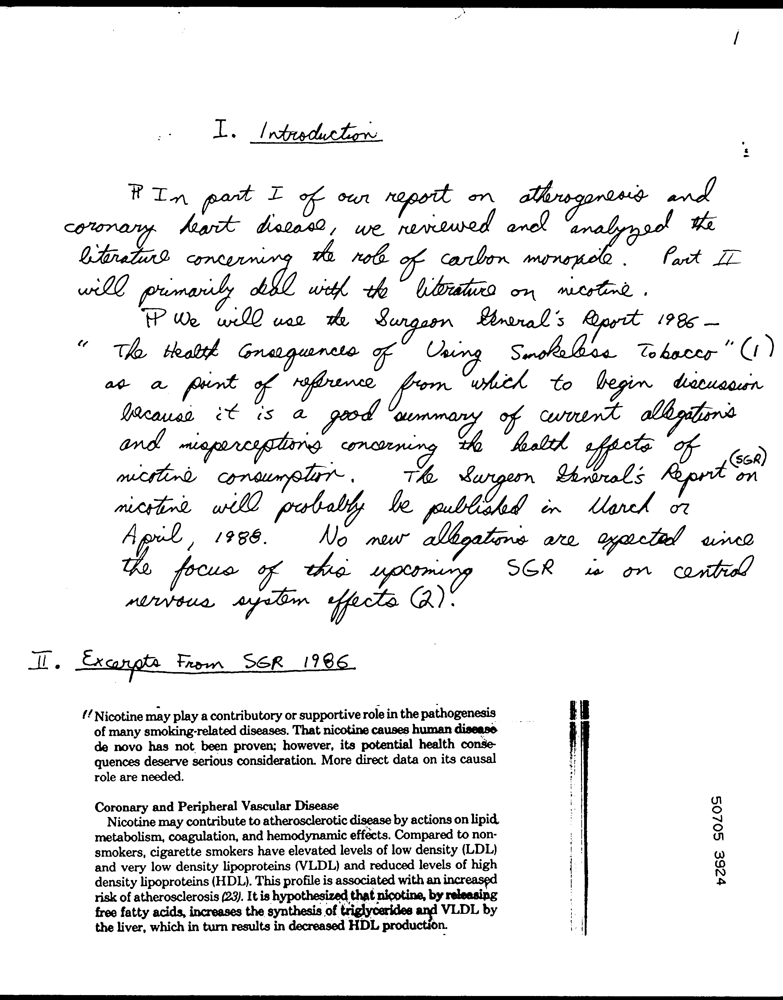 1
I. Introduction
¶ In part I of our report on atherogenesis and
coronary heart disease, we reviewed and analyzed the
literature concerning the role of carbon monoxide. Part II
will primarily deal with the literature on nicotine.
¶ We will use the Surgeon General's Report 1986 –
"The Health Consequences of Using Smokeless Tobacco" (1)
as a point of reference from which to begin discussion
because it is a good summary of current allegations
and misperceptions concerning the health effects of
nicotine consumption. The Surgeon General's Report (SGR) on
nicotine will probably be published in March or
April, 1988. No new allegations are expected since
the focus of this upcoming SGR is on central
nervous system effects (2).
II. Excerpts From SGR 1986
"Nicotine may play a contributory or supportive role in the pathogenesis
of many smoking-related diseases. That nicotine causes human disease
de novo has not been proven; however, its potential health conse-
quences deserve serious consideration. More direct data on its causal
role are needed.
Coronary and Peripheral Vascular Disease
Nicotine may contribute to atherosclerotic disease by actions on lipid
metabolism, coagulation, and hemodynamic effects. Compared to non-
smokers, cigarette smokers have elevated levels of low density (LDL)
and very low density lipoproteins (VLDL) and reduced levels of high
density lipoproteins (HDL). This profile is associated with an increased
risk of atherosclerosis (23). It is hypothesized that nicotine, by releasing
free fatty acids, increases the synthesis of triglycerides and VLDL by
the liver, which in turn results in decreased HDL production.
50705 3924